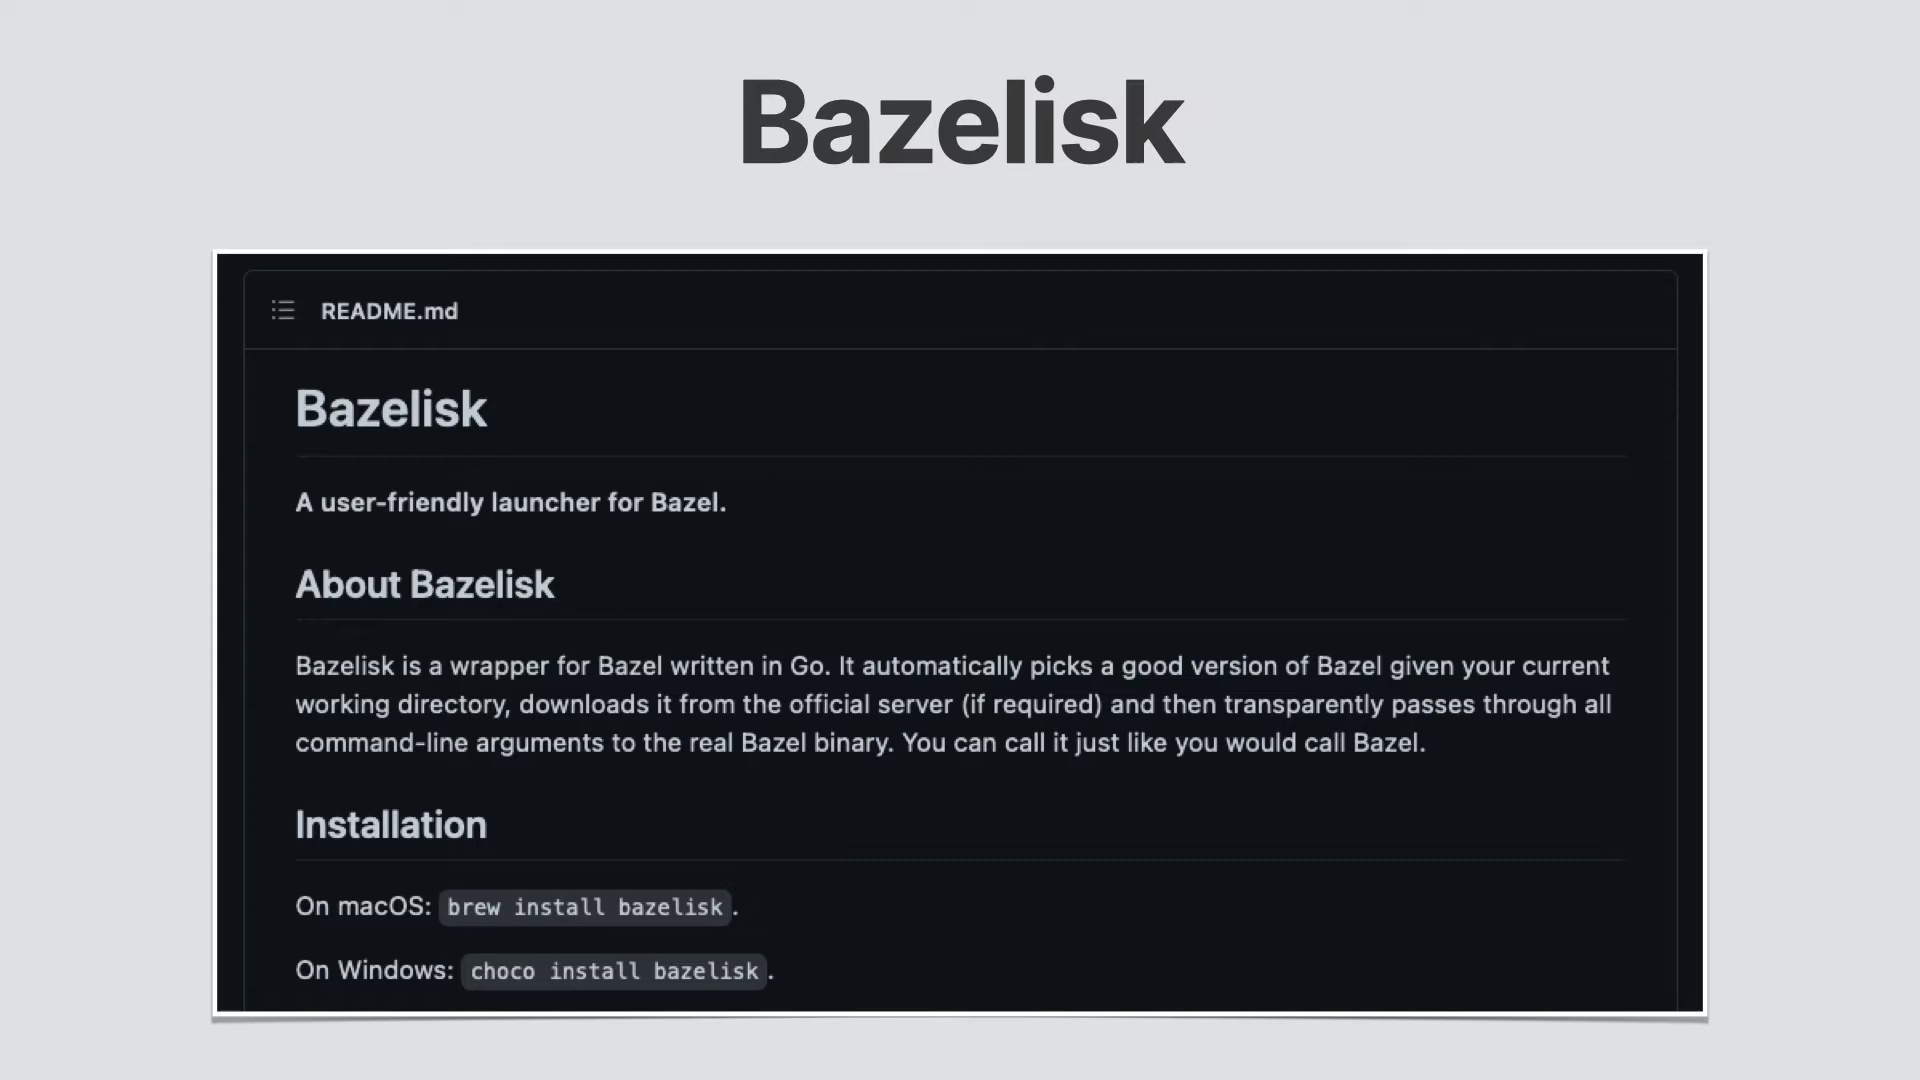 Bazelisk
README.md
Bazelisk
A user-friendly launcher for Bazel.
About Bazelisk
Bazelisk is a wrapper for Bazel written in Go. It automatically picks a good version of Bazel given your current
working directory, downloads it from the official server (if required) and then transparently passes through all
command-line arguments to the real Bazel binary. You can call it just like you would call Bazel.
Installation
On macOS: brew install bazelisk.
On Windows: choco install bazelisk.